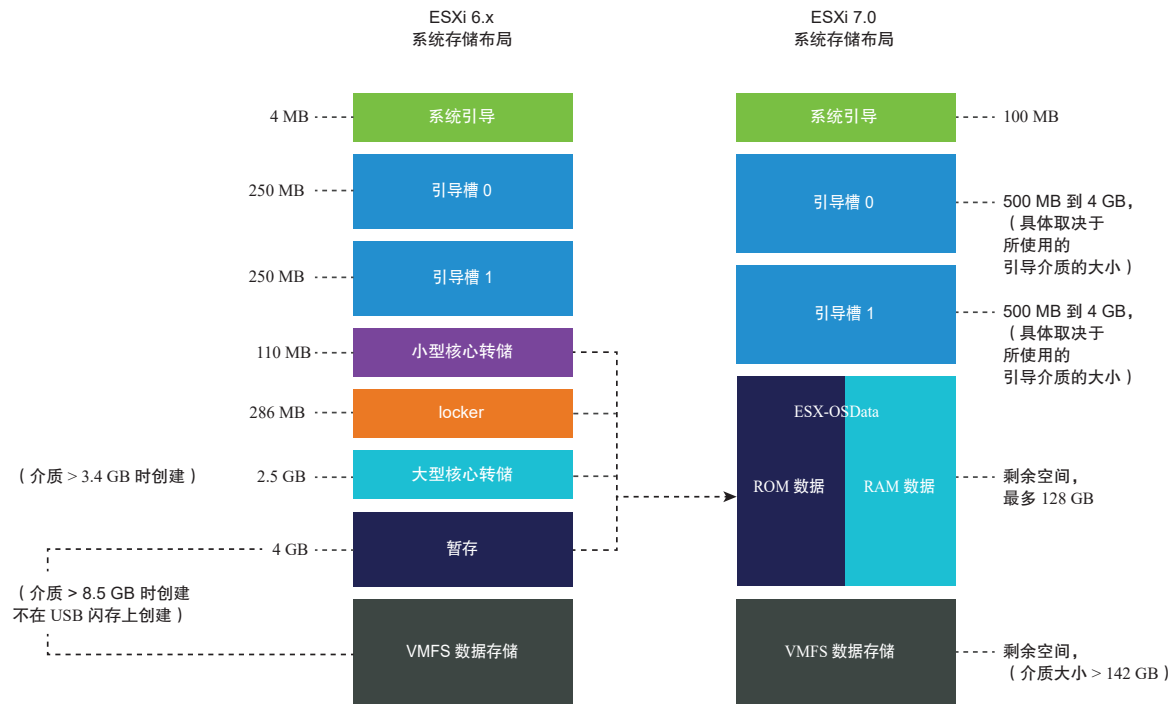 ESXi 6.x
系统存储布局
ESXi 7.0
系统存储布局
4 MB
系统引导
250 MB
引导槽 0
250 MB
引导槽 1
110 MB
小型核心转储
286 MB
locker
（介质 > 3.4 GB 时创建）
2.5 GB
大型核心转储
4 GB
暂存
（介质 > 8.5 GB 时创建
不在 USB 闪存上创建）
VMFS 数据存储
系统引导
100 MB
引导槽 0
500 MB 到 4 GB，
（具体取决于
所使用的
引导介质的大小）
引导槽 1
500 MB 到 4 GB，
（具体取决于
所使用的
引导介质的大小）
ESX-OSData
ROM 数据
RAM 数据
剩余空间，
最多 128 GB
VMFS 数据存储
剩余空间，
（介质大小 > 142 GB）